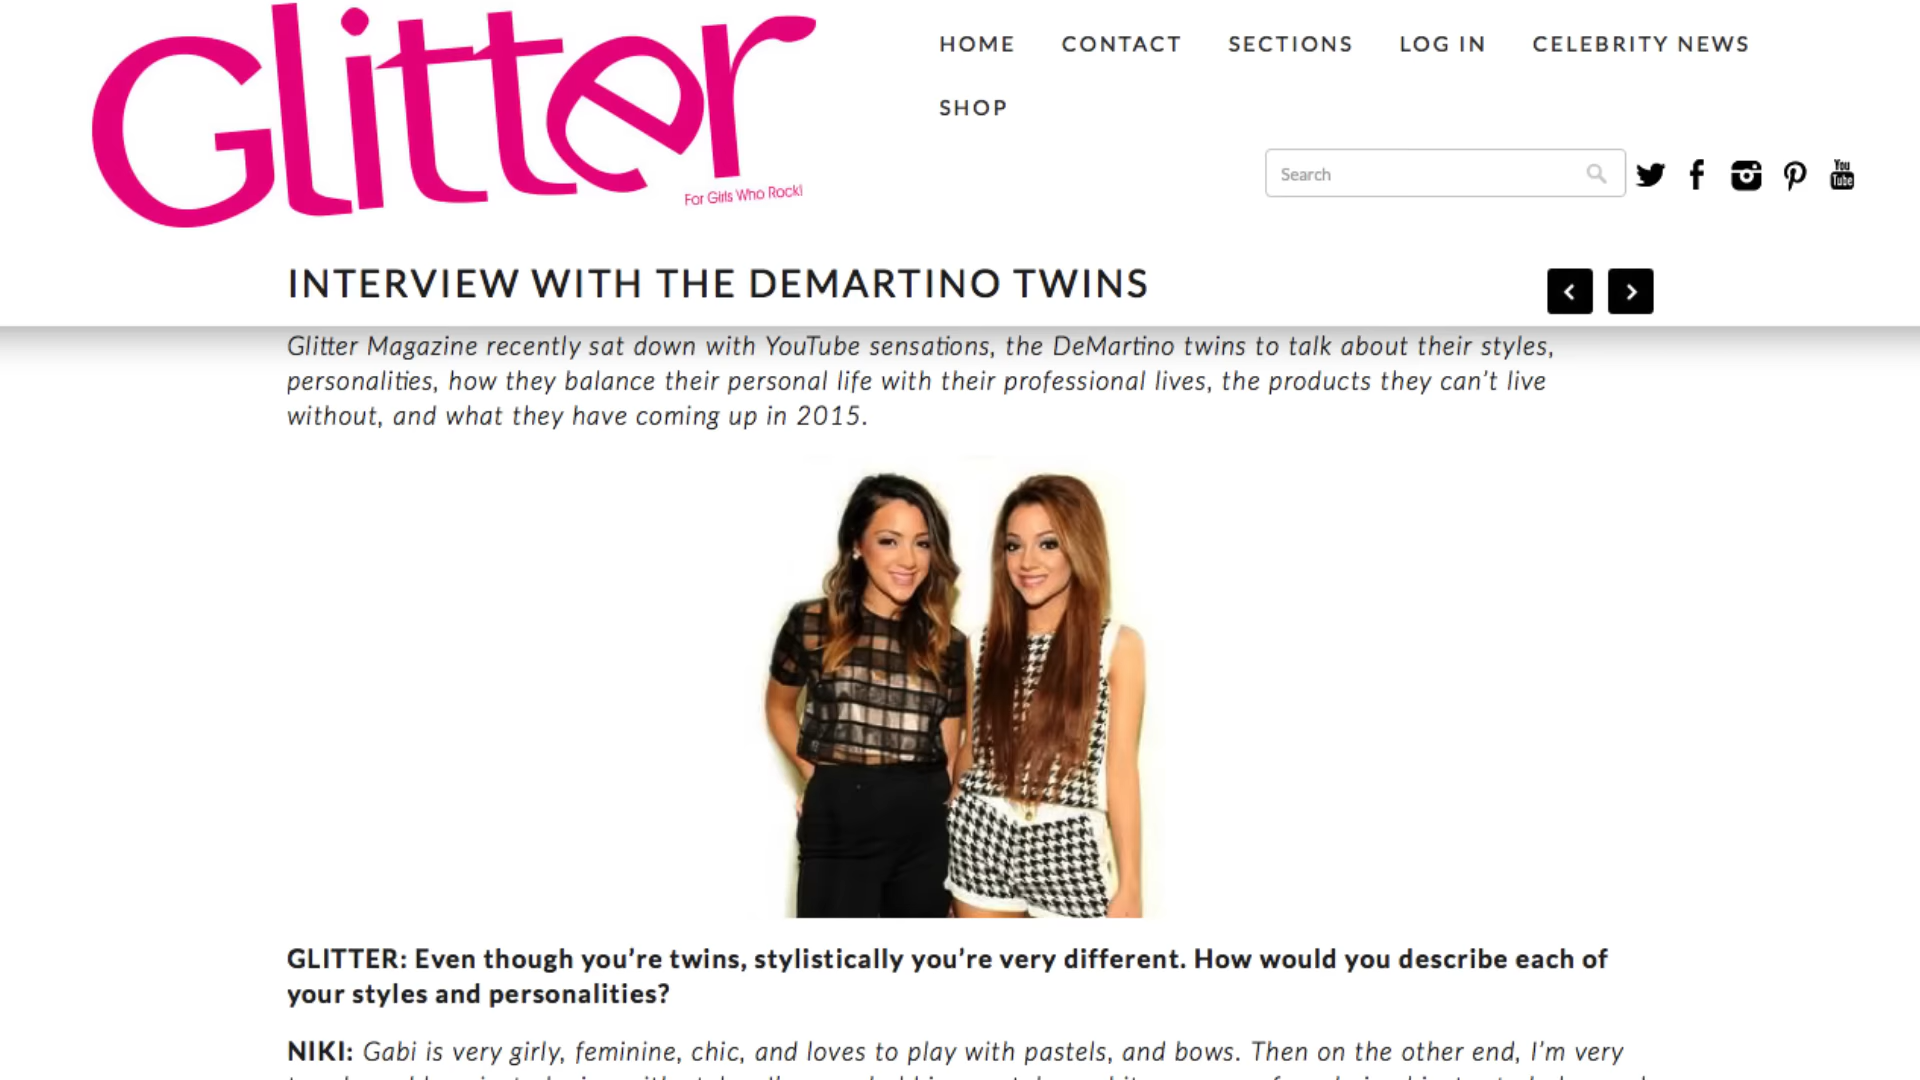 Glitter
For Girls Who Rock!
HOME CONTACT SECTIONS LOG IN CELEBRITY NEWS
SHOP
Search
You
Tube
INTERVIEW WITH THE DEMARTINO TWINS
Glitter Magazine recently sat down with YouTube sensations, the DeMartino twins to talk about their styles,
personalities, how they balance their personal life with their professional lives, the products they can’t live
without, and what they have coming up in 2015.
GLITTER: Even though you’re twins, stylistically you’re very different. How would you describe each of
your styles and personalities?
NIKI: Gabi is very girly, feminine, chic, and loves to play with pastels, and bows. Then on the other end, I’m very